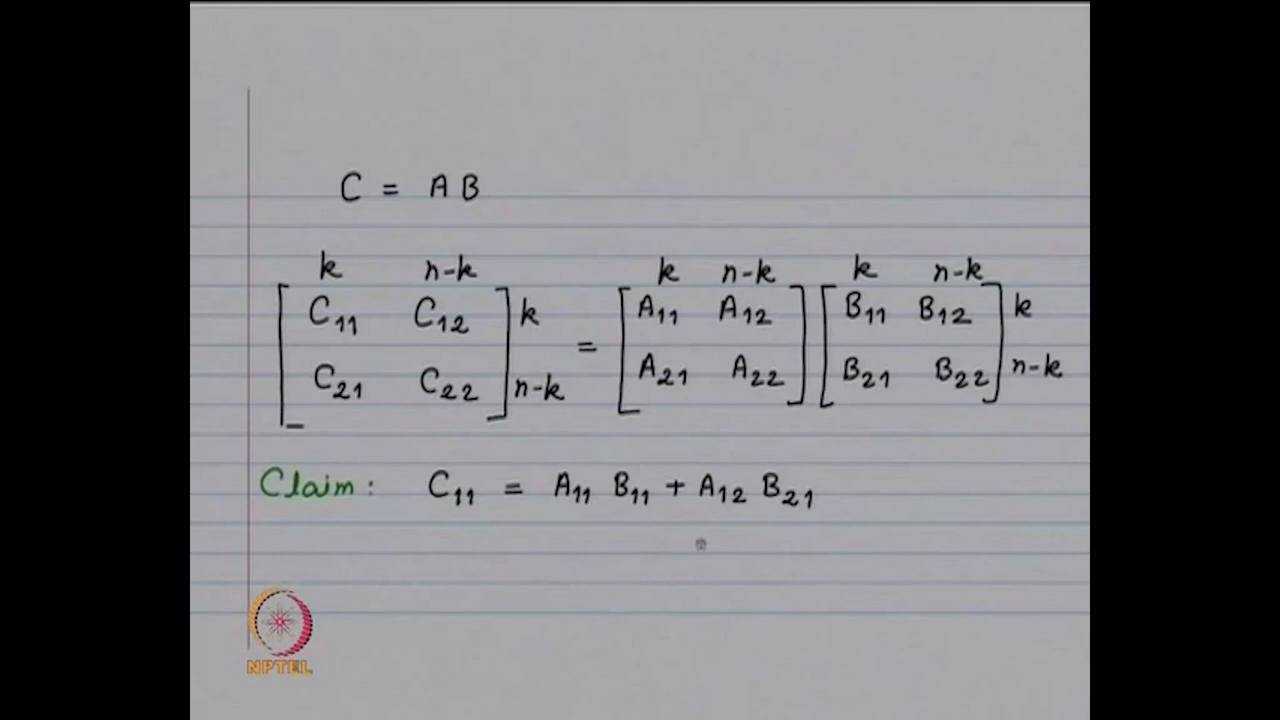 C = A B
k n-k k n-k k n-k
[ C11 C12 ] k = [ A11 A12 ] [ B11 B12 ] k
[ C21 C22 ] n-k [ A21 A22 ] [ B21 B22 ] n-k
Claim: C11 = A11 B11 + A12 B21
NPTEL